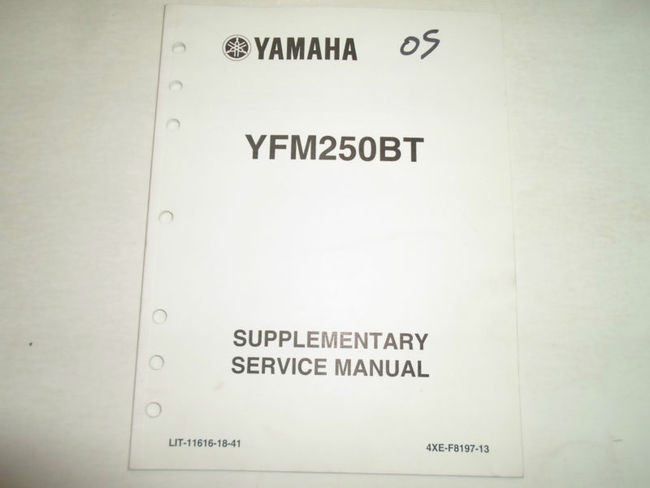 YAMAHA 05
YFM250BT
SUPPLEMENTARY
SERVICE MANUAL
LIT-11616-18-41 4XE-F8197-13